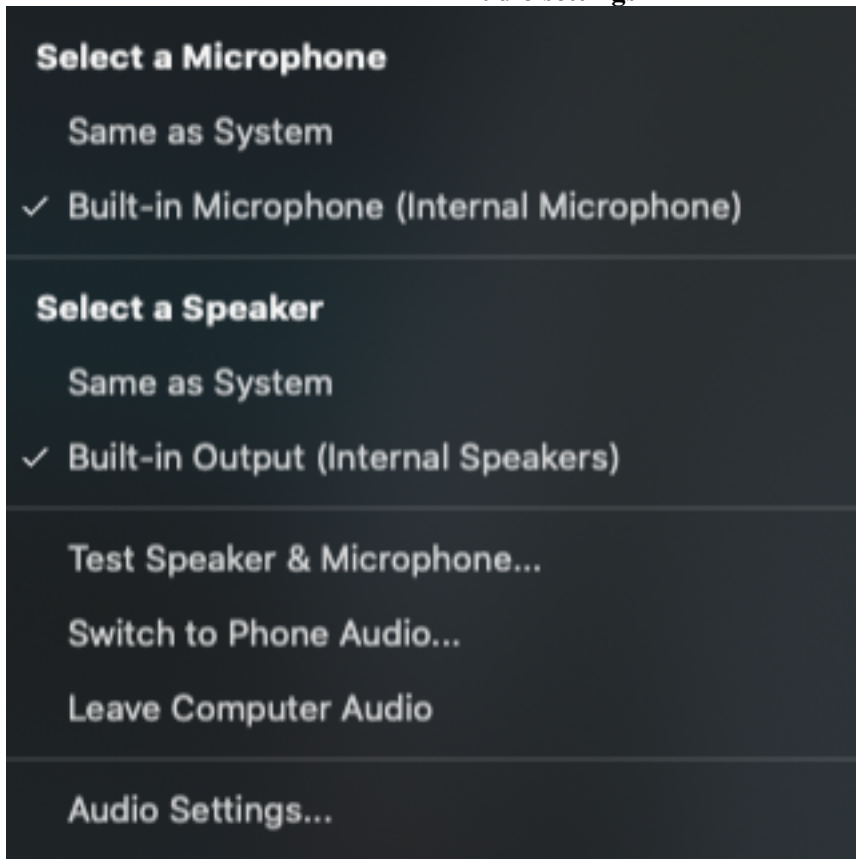 Select a Microphone
Same as System
✓ Built-in Microphone (Internal Microphone)
Select a Speaker
Same as System
✓ Built-in Output (Internal Speakers)
Test Speaker & Microphone...
Switch to Phone Audio...
Leave Computer Audio
Audio Settings...